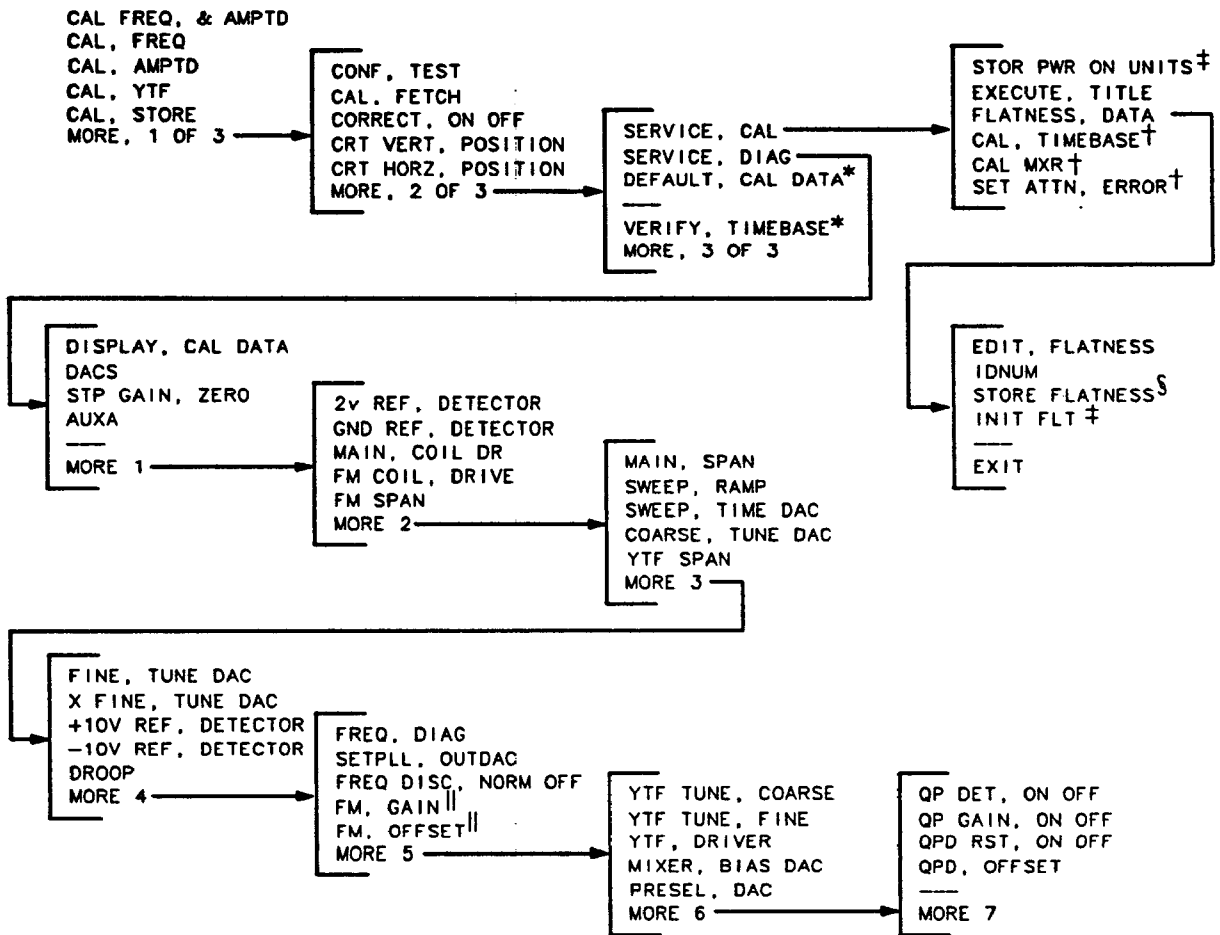 CAL FREQ, & AMPTD
CAL, FREQ
CAL, AMPTD
CAL, YTF
CAL, STORE
MORE, 1 OF 3
CONF, TEST
CAL, FETCH
CORRECT, ON OFF
CRT VERT, POSITION
CRT HORZ, POSITION
MORE, 2 OF 3
SERVICE, CAL
SERVICE, DIAG
DEFAULT, CAL DATA*
VERIFY, TIMEBASE*
MORE, 3 OF 3
STOR PWR ON UNITS‡
EXECUTE, TITLE
FLATNESS, DATA
CAL, TIMEBASE†
CAL MXR†
SET ATTN, ERROR†
EDIT, FLATNESS
IDNUM
STORE FLATNESS§
INIT FLT ‡
EXIT
DISPLAY, CAL DATA
DACS
STP GAIN, ZERO
AUXA
MORE 1
2v REF, DETECTOR
GND REF, DETECTOR
MAIN, COIL DR
FM COIL, DRIVE
FM SPAN
MORE 2
MAIN, SPAN
SWEEP, RAMP
SWEEP, TIME DAC
COARSE, TUNE DAC
YTF SPAN
MORE 3
FINE, TUNE DAC
X FINE, TUNE DAC
+10V REF, DETECTOR
-10V REF, DETECTOR
DROOP
MORE 4
FREQ, DIAG
SETPLL, OUTDAC
FREQ DISC, NORM OFF
FM, GAIN||
FM, OFFSET||
MORE 5
YTF TUNE, COARSE
YTF TUNE, FINE
YTF, DRIVER
MIXER, BIAS DAC
PRESEL, DAC
MORE 6
QP DET, ON OFF
QP GAIN, ON OFF
QPD RST, ON OFF
QPD, OFFSET
MORE 7